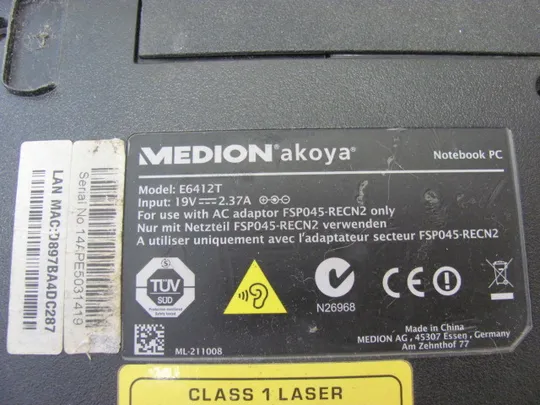 MEDION® akoya®
Notebook PC
Model: E6412T
Input: 19V⎓2.37A
For use with AC adaptor FSP045-RECN2 only
Nur mit Netzteil FSP045-RECN2 verwenden
A utiliser uniquement avec l'adaptateur secteur FSP045-RECN2
TÜV
SÜD
N26968
CE
ML-211008
Made in China
MEDION AG , 45307 Essen , Germany
Am Zehnthof 77
CLASS 1 LASER
LAN MAC:D897BA4DC287
Serial No